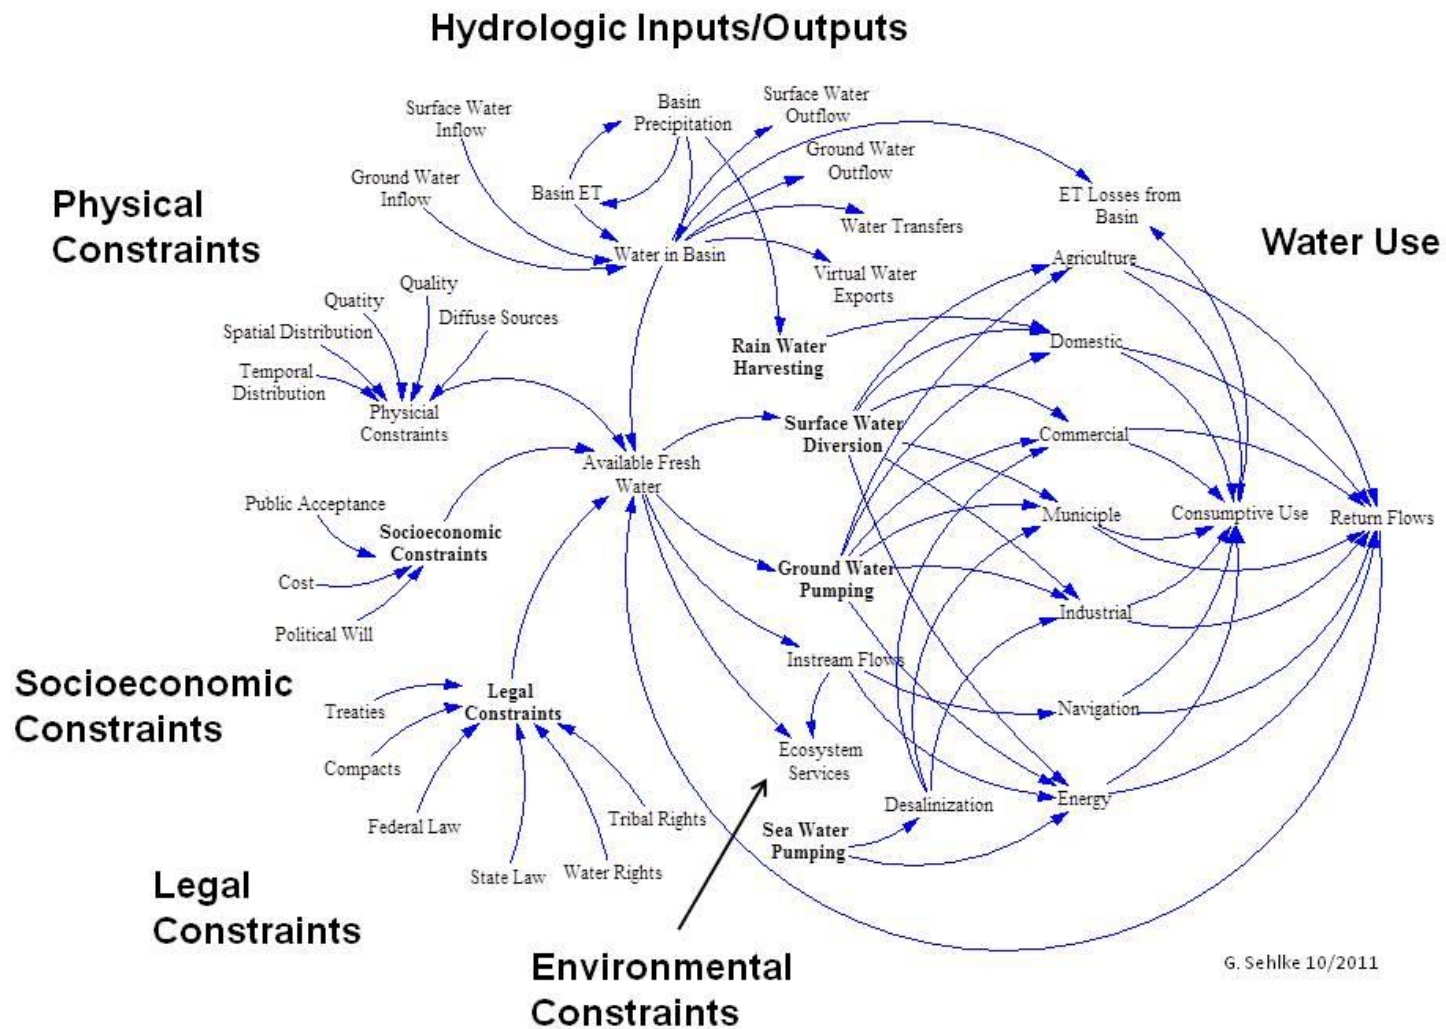 Hydrologic Inputs/Outputs
Surface Water
Inflow
Basin
Precipitation
Surface Water
Outflow
Ground Water
Outflow
Ground Water
Inflow
Basin ET
ET Losses from
Basin
Physical
Constraints
Water Transfers
Water Use
Water in Basin
Agriculture
Virtual Water
Exports
Quality
Quatity
Diffuse Sources
Spatial Distribution
Temporal
Distribution
Rain Water
Harvesting
Domestic
Physicial
Constraints
Surface Water
Diversion
Commercial
Available Fresh
Water
Public Acceptance
Socioeconomic
Constraints
Municiple
Consumptive Use
Return Flows
Cost
Ground Water
Pumping
Political Will
Industrial
Instream Flows
Socioeconomic
Constraints
Legal
Constraints
Treaties
Navigation
Compacts
Ecosystem
Services
Desalinization
Energy
Federal Law
Tribal Rights
Sea Water
Pumping
State Law
Water Rights
Legal
Constraints
Environmental
Constraints
G. Sehlke 10/2011